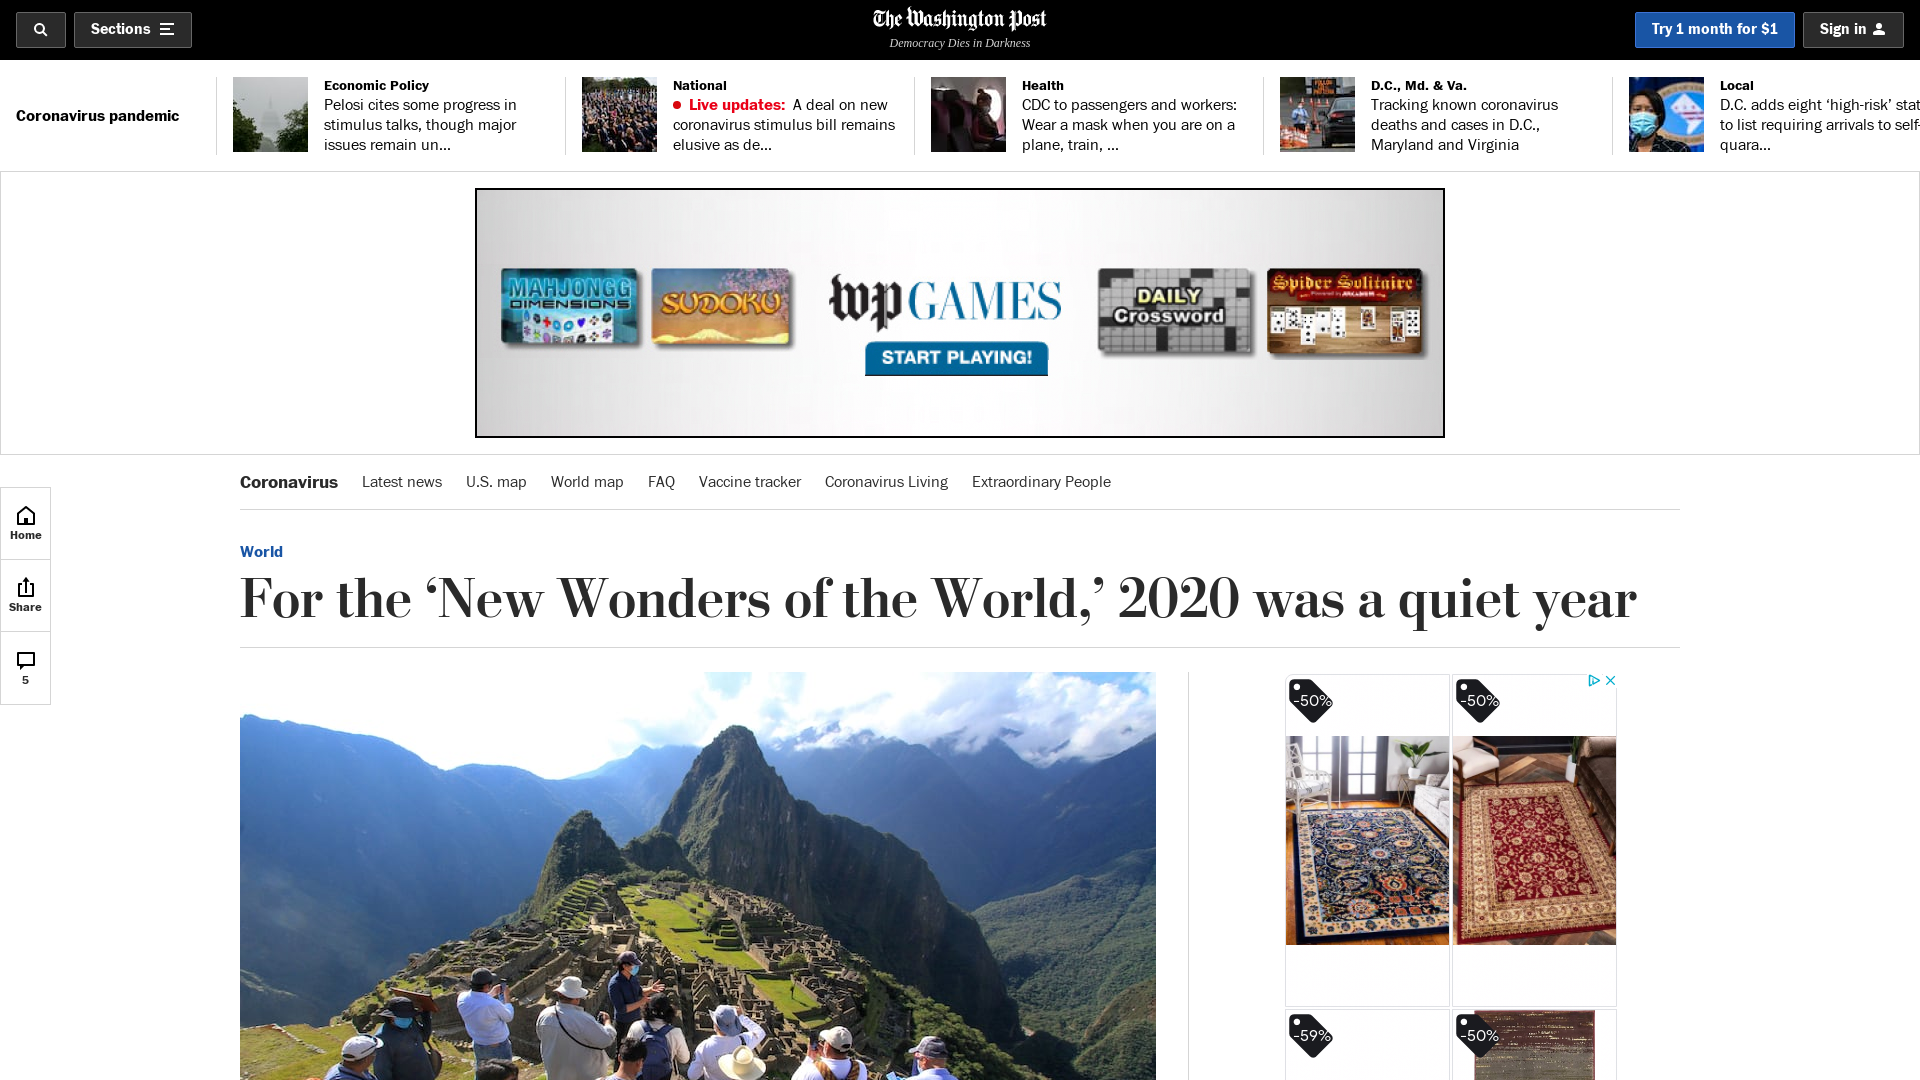 Sections
The Washington Post
Democracy Dies in Darkness
Try 1 month for $1
Sign in
Coronavirus pandemic
Economic Policy
Pelosi cites some progress in
stimulus talks, though major
issues remain un...
National
Live updates: A deal on new
coronavirus stimulus bill remains
elusive as de...
Health
CDC to passengers and workers:
Wear a mask when you are on a
plane, train, ...
D.C., Md. & Va.
Tracking known coronavirus
deaths and cases in D.C.,
Maryland and Virginia
Local
D.C. adds eight ‘high-risk’ stat
to list requiring arrivals to self-
quara...
MAHJONGG
DIMENSIONS
SUDOKU
wp GAMES
START PLAYING!
DAILY
Crossword
Spider Solitaire
Coronavirus
Latest news
U.S. map
World map
FAQ
Vaccine tracker
Coronavirus Living
Extraordinary People
Home
Share
5
World
For the ‘New Wonders of the World,’ 2020 was a quiet year
-50%
-50%
-59%
-50%